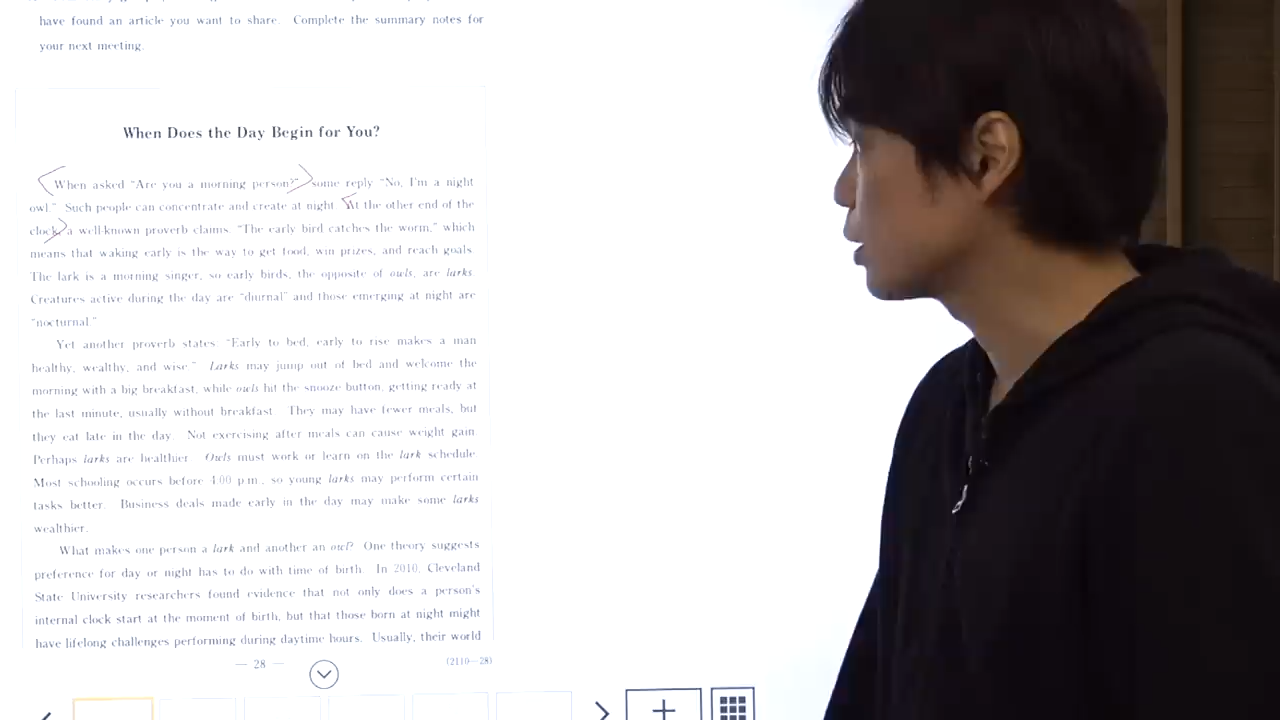 have found an article you want to share. Complete the summary notes for
your next meeting.
When Does the Day Begin for You?
When asked "Are you a morning person?" some reply "No, I'm a night
owl." Such people can concentrate and create at night. At the other end of the
clock, a well-known proverb claims, "The early bird catches the worm," which
means that waking early is the way to get food, win prizes, and reach goals.
The lark is a morning singer, so early birds, the opposite of owls, are larks.
Creatures active during the day are "diurnal" and those emerging at night are
"nocturnal."
Yet another proverb states: "Early to bed, early to rise makes a man
healthy, wealthy, and wise." Larks may jump out of bed and welcome the
morning with a big breakfast, while owls hit the snooze button, getting ready at
the last minute, usually without breakfast. They may have fewer meals, but
they eat late in the day. Not exercising after meals can cause weight gain.
Perhaps larks are healthier. Owls must work or learn on the lark schedule.
Most schooling occurs before 4:00 p.m., so young larks may perform certain
tasks better. Business deals made early in the day may make some larks
wealthier.
What makes one person a lark and another an owl? One theory suggests
preference for day or night has to do with time of birth. In 2010, Cleveland
State University researchers found evidence that not only does a person's
internal clock start at the moment of birth, but that those born at night might
have lifelong challenges performing during daytime hours. Usually, their world
— 28 —
(2110—28)